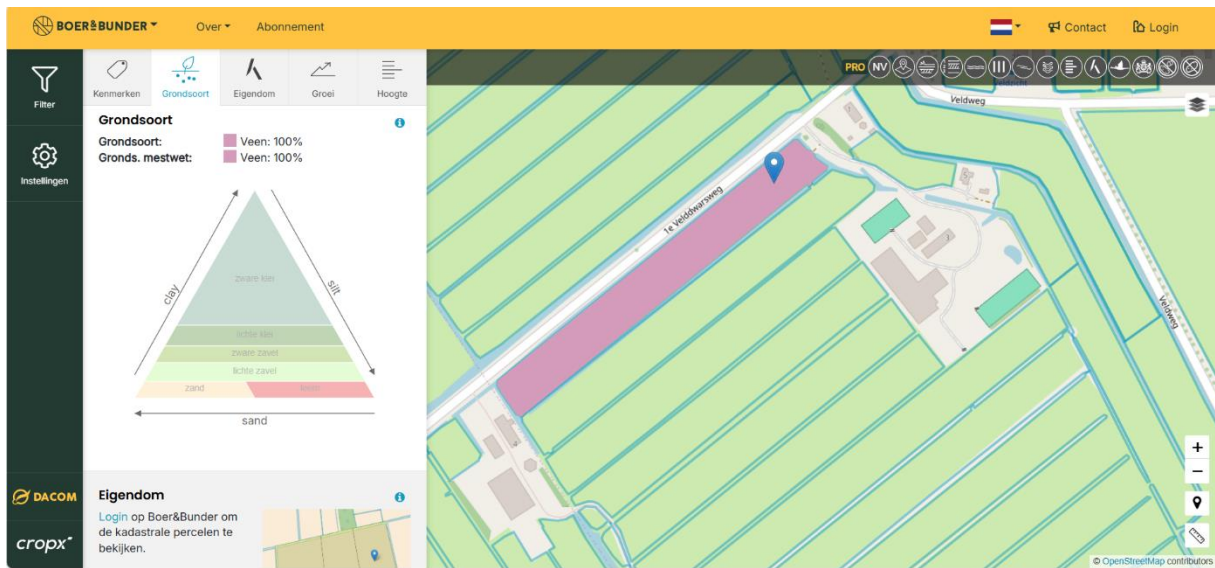 BOER&BUNDER
Over
Abonnement
Contact
Login
Filter
Instellingen
DACOM
cropx
Kenmerken
Grondsoort
Eigendom
Groei
Hoogte
Grondsoort
Grondsoort: Veen: 100%
Gronds. mestwet: Veen: 100%
clay
silt
zware klei
lichte klei
zware zavel
lichte zavel
zand
leem
sand
Eigendom
Login op Boer&Bunder om
de kadastrale percelen te
bekijken.
PRO
NV
Veldweg
1e Velddwarsweg
Veldweg
+
−
© OpenStreetMap contributors